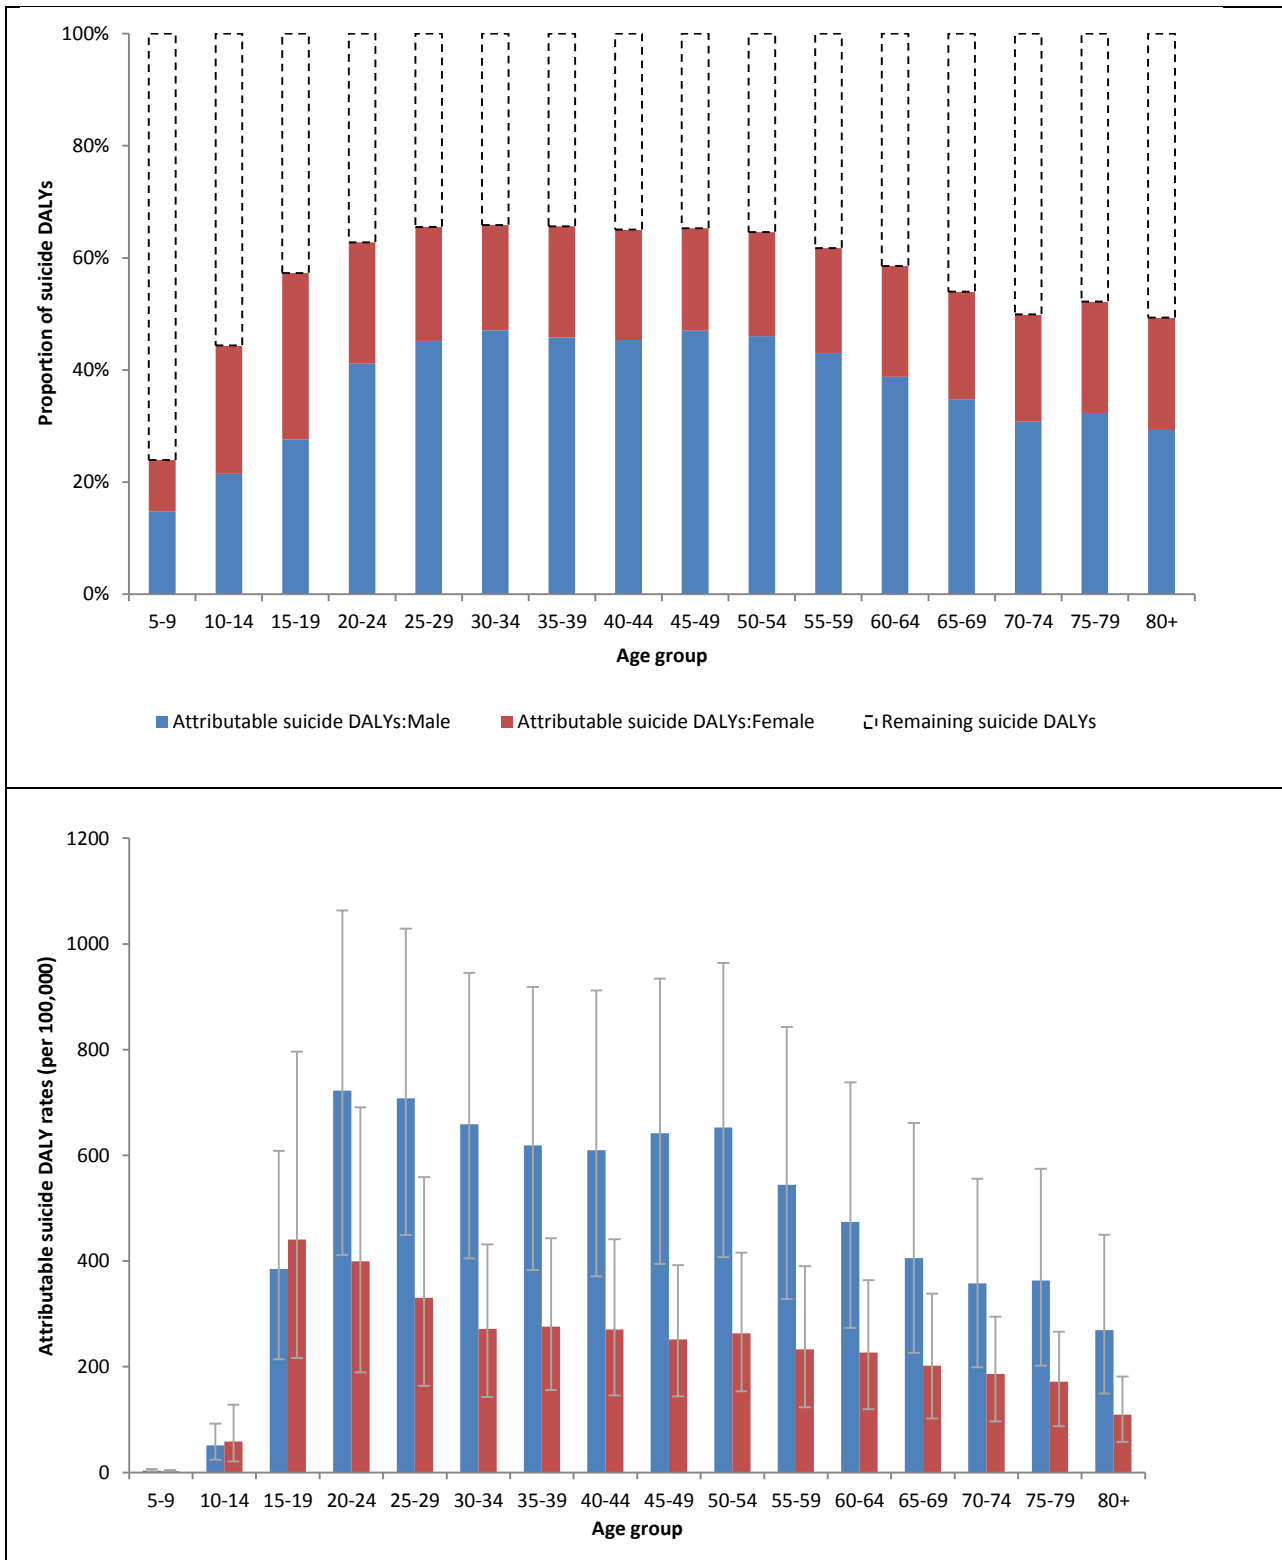 100%
80%
60%
40%
20%
0%
Proportion of suicide DALYs
5-9 10-14 15-19 20-24 25-29 30-34 35-39 40-44 45-49 50-54 55-59 60-64 65-69 70-74 75-79 80+
Age group
Attributable suicide DALYs:Male Attributable suicide DALYs:Female Remaining suicide DALYs
1200
1000
800
600
400
200
0
Attributable suicide DALY rates (per 100,000)
5-9 10-14 15-19 20-24 25-29 30-34 35-39 40-44 45-49 50-54 55-59 60-64 65-69 70-74 75-79 80+
Age group